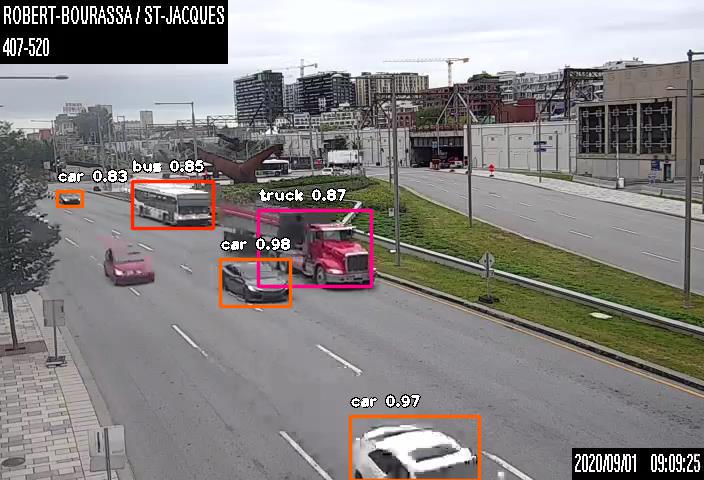 ROBERT-BOURASSA / ST-JACQUES
407-520
car 0.83
bus 0.85
truck 0.87
car 0.98
car 0.97
2020/09/01 09:09:25